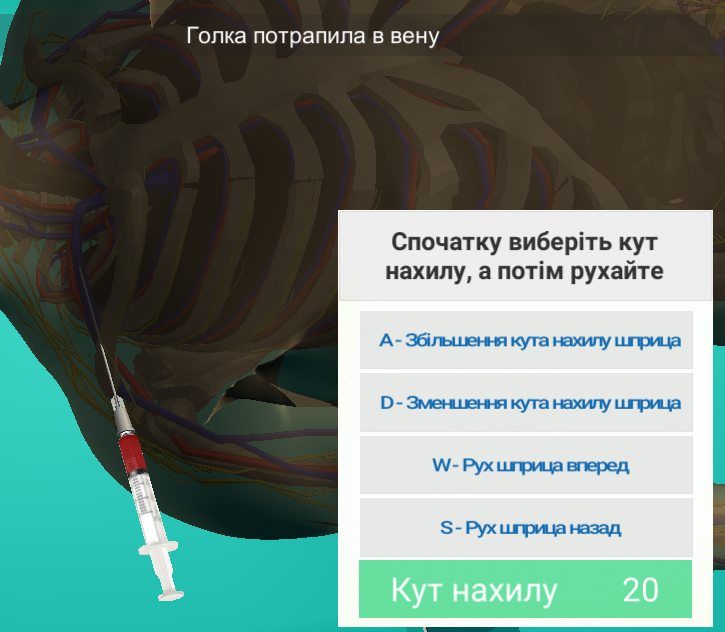 Голка потрапила в вену
Спочатку виберіть кут
нахилу, а потім рухайте
A - Збільшення кута нахилу шприца
D - Зменшення кута нахилу шприца
W - Рух шприца вперед
S - Рух шприца назад
Кут нахилу 20